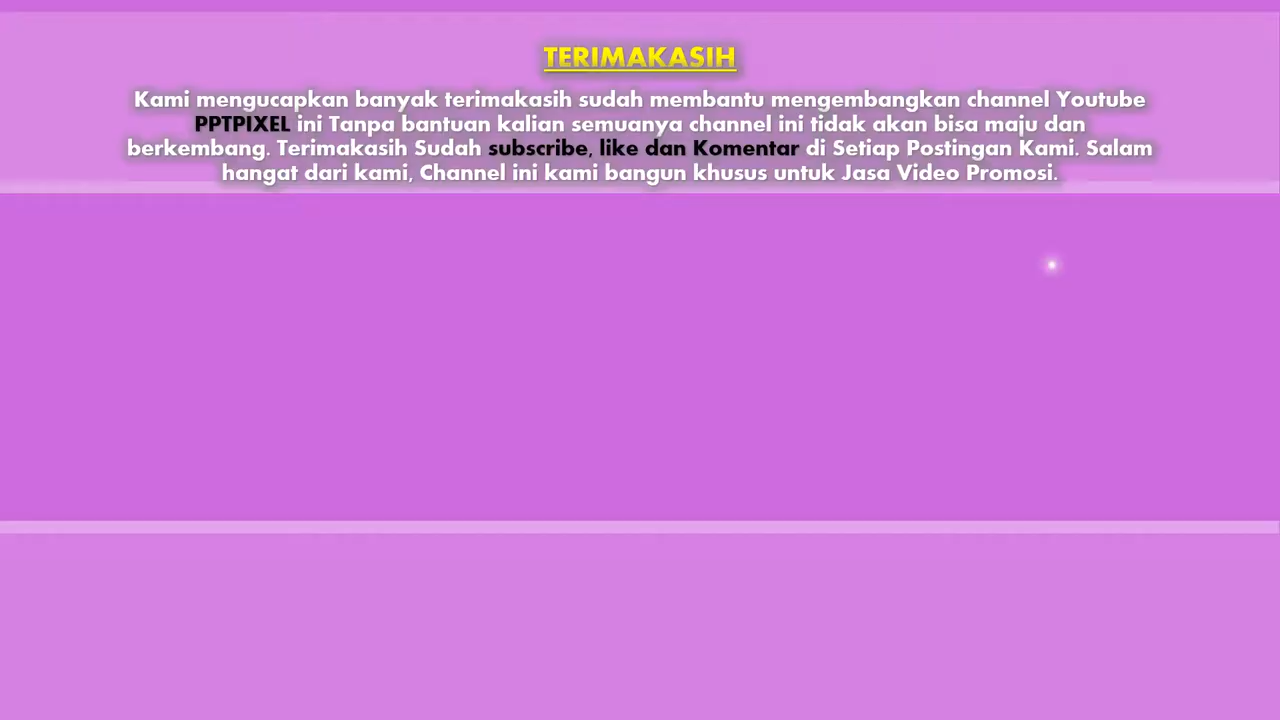 TERIMAKASIH
Kami mengucapkan banyak terimakasih sudah membantu mengembangkan channel Youtube
PPTPIXEL ini Tanpa bantuan kalian semuanya channel ini tidak akan bisa maju dan
berkembang. Terimakasih Sudah subscribe, like dan Komentar di Setiap Postingan Kami. Salam
hangat dari kami, Channel ini kami bangun khusus untuk Jasa Video Promosi.